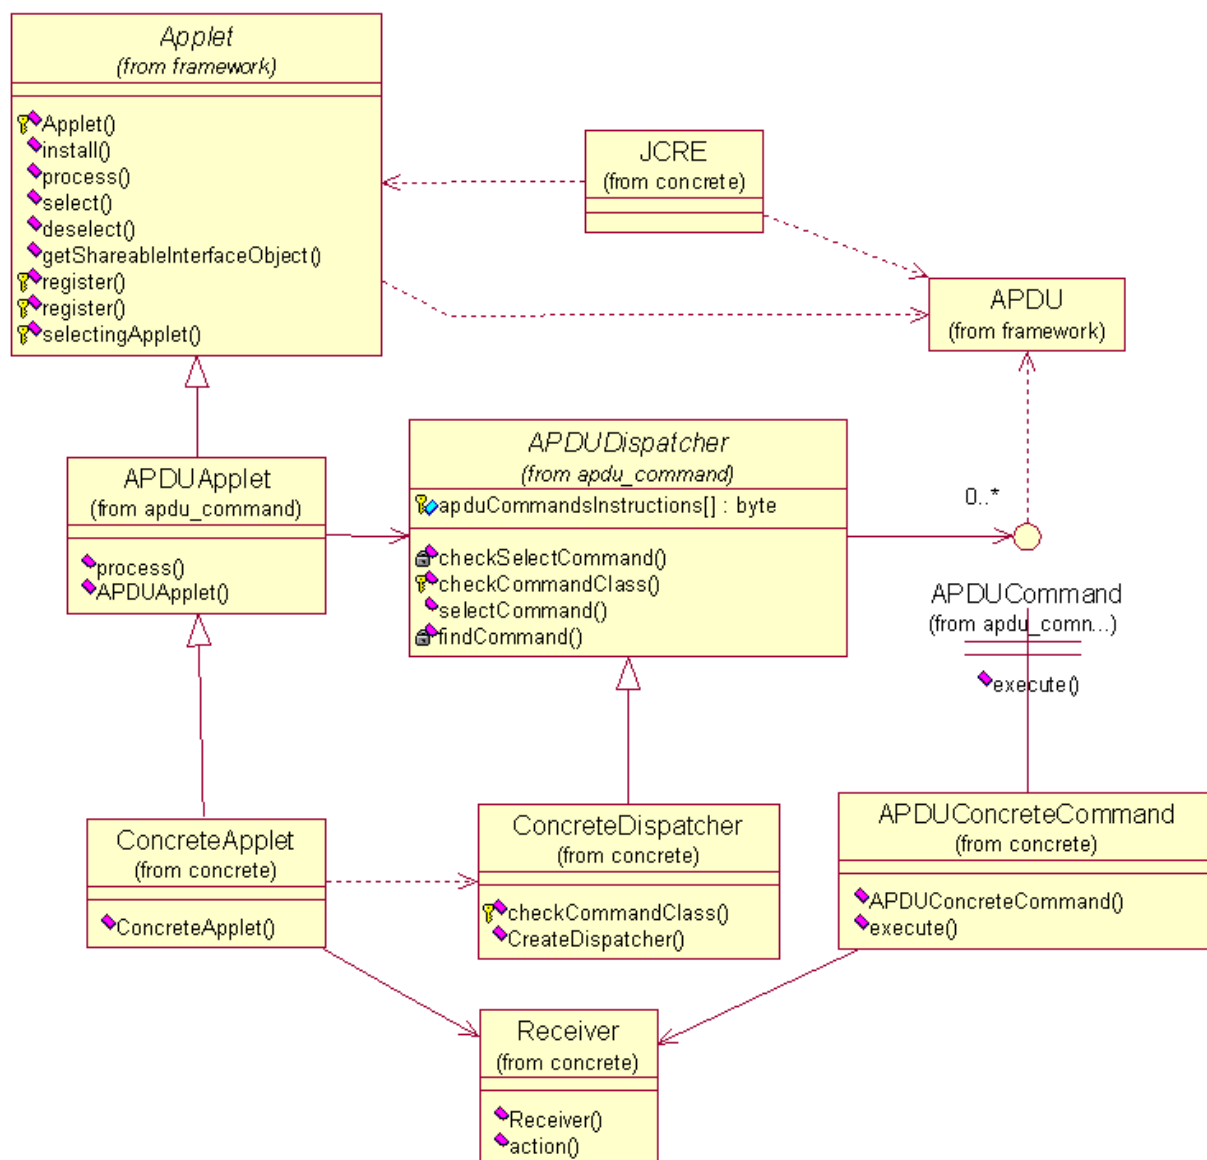 Applet
(from framework)
Applet()
install()
process()
select()
deselect()
getShareableInterfaceObject()
register()
register()
selectingApplet()
JCRE
(from concrete)
APDU
(from framework)
APDUApplet
(from apdu_command)
process()
APDUApplet()
APDUDispatcher
(from apdu_command)
apduCommandsInstructions[] : byte
checkSelectCommand()
checkCommandClass()
selectCommand()
findCommand()
0..*
APDUCommand
(from apdu_comn...)
execute()
ConcreteApplet
(from concrete)
ConcreteApplet()
ConcreteDispatcher
(from concrete)
checkCommandClass()
CreateDispatcher()
APDUConcreteCommand
(from concrete)
APDUConcreteCommand()
execute()
Receiver
(from concrete)
Receiver()
action()